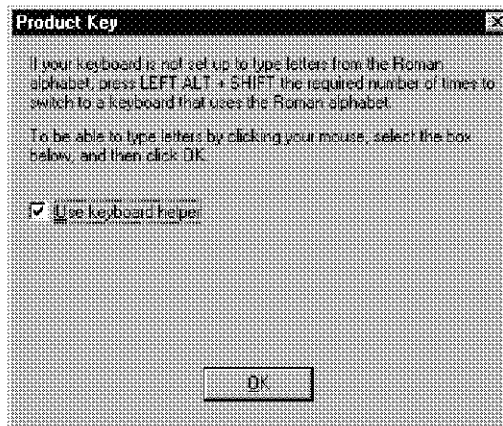 Product Key
If your keyboard is not set up to type letters from the Roman
alphabet, press LEFT ALT + SHIFT the required number of times to
switch to a keyboard that uses the Roman alphabet.
To be able to type letters by clicking your mouse, select the box
below, and then click OK.
Use keyboard helper
OK